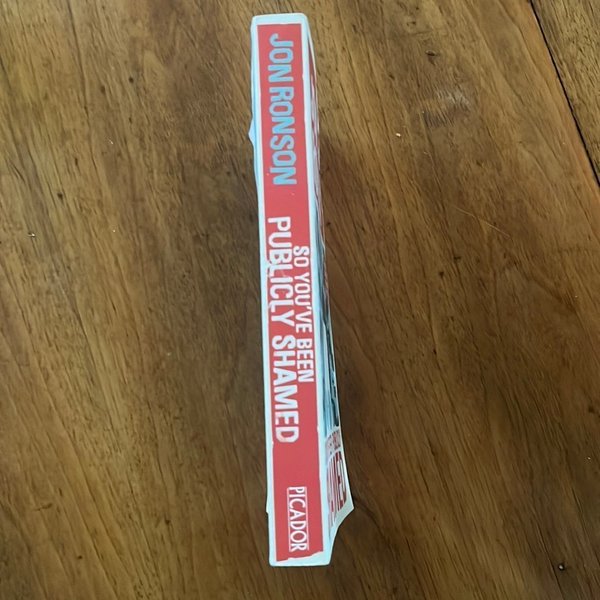 JON RONSON
SO YOU'VE BEEN
PUBLICLY SHAMED
PICADOR